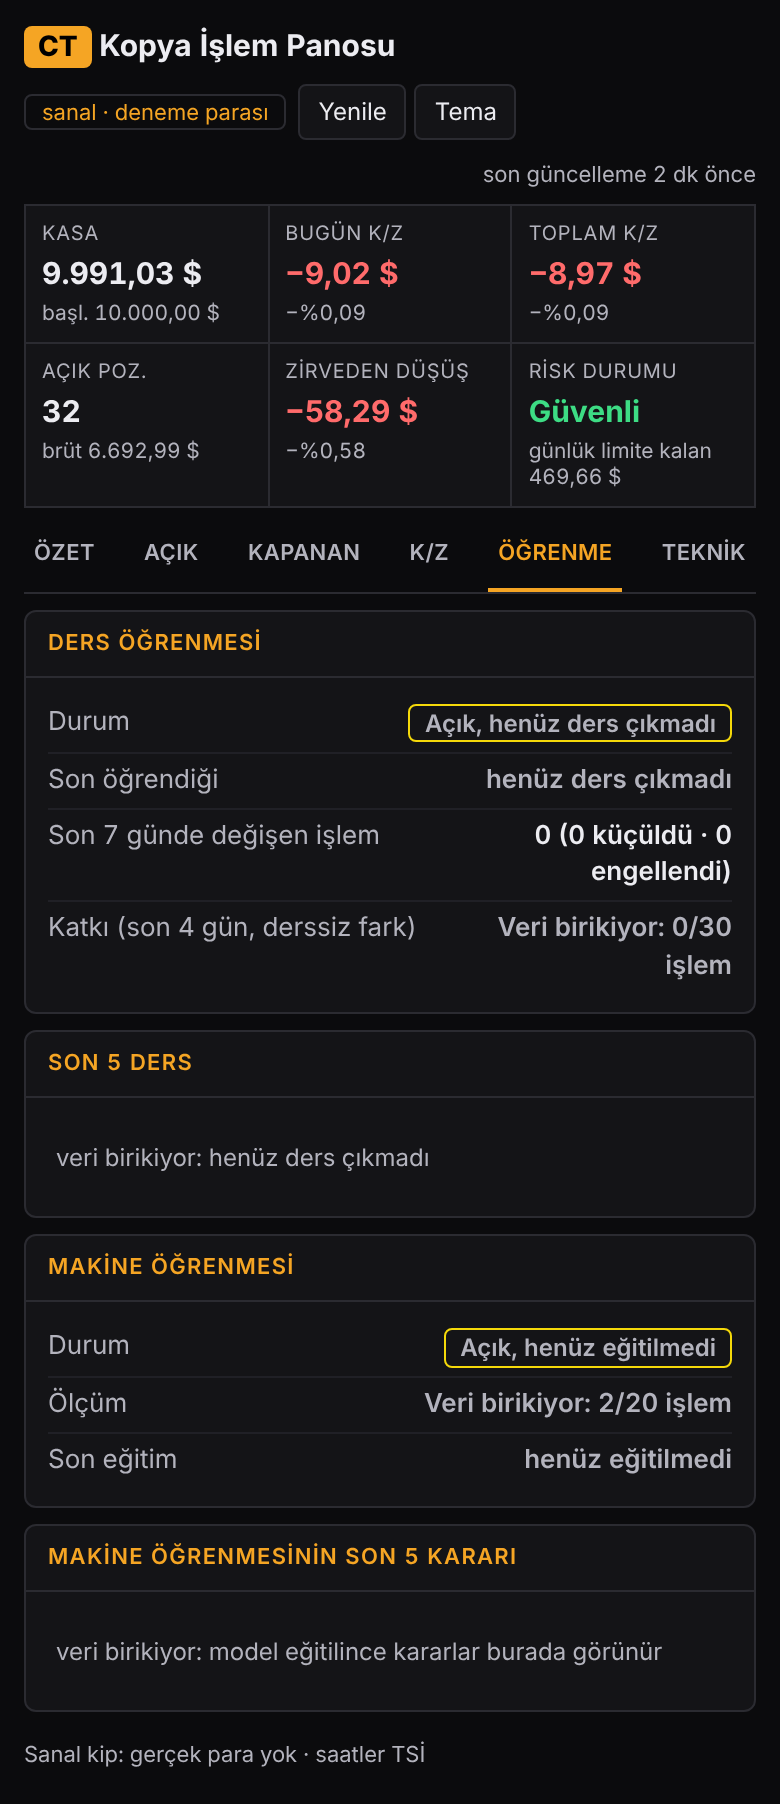 CT Kopya İşlem Panosu
sanal · deneme parası Yenile Tema
son güncelleme 2 dk önce
KASA
9.991,03 $
başl. 10.000,00 $
BUGÜN K/Z
−9,02 $
−%0,09
TOPLAM K/Z
−8,97 $
−%0,09
AÇIK POZ.
32
brüt 6.692,99 $
ZİRVEDEN DÜŞÜŞ
−58,29 $
−%0,58
RİSK DURUMU
Güvenli
günlük limite kalan
469,66 $
ÖZET AÇIK KAPANAN K/Z ÖĞRENME TEKNİK
DERS ÖĞRENMESİ
Durum Açık, henüz ders çıkmadı
Son öğrendiği henüz ders çıkmadı
Son 7 günde değişen işlem 0 (0 küçüldü · 0
engellendi)
Katkı (son 4 gün, derssiz fark) Veri birikiyor: 0/30
işlem
SON 5 DERS
veri birikiyor: henüz ders çıkmadı
MAKİNE ÖĞRENMESİ
Durum Açık, henüz eğitilmedi
Ölçüm Veri birikiyor: 2/20 işlem
Son eğitim henüz eğitilmedi
MAKİNE ÖĞRENMESİNİN SON 5 KARARI
veri birikiyor: model eğitilince kararlar burada görünür
Sanal kip: gerçek para yok · saatler TSİ